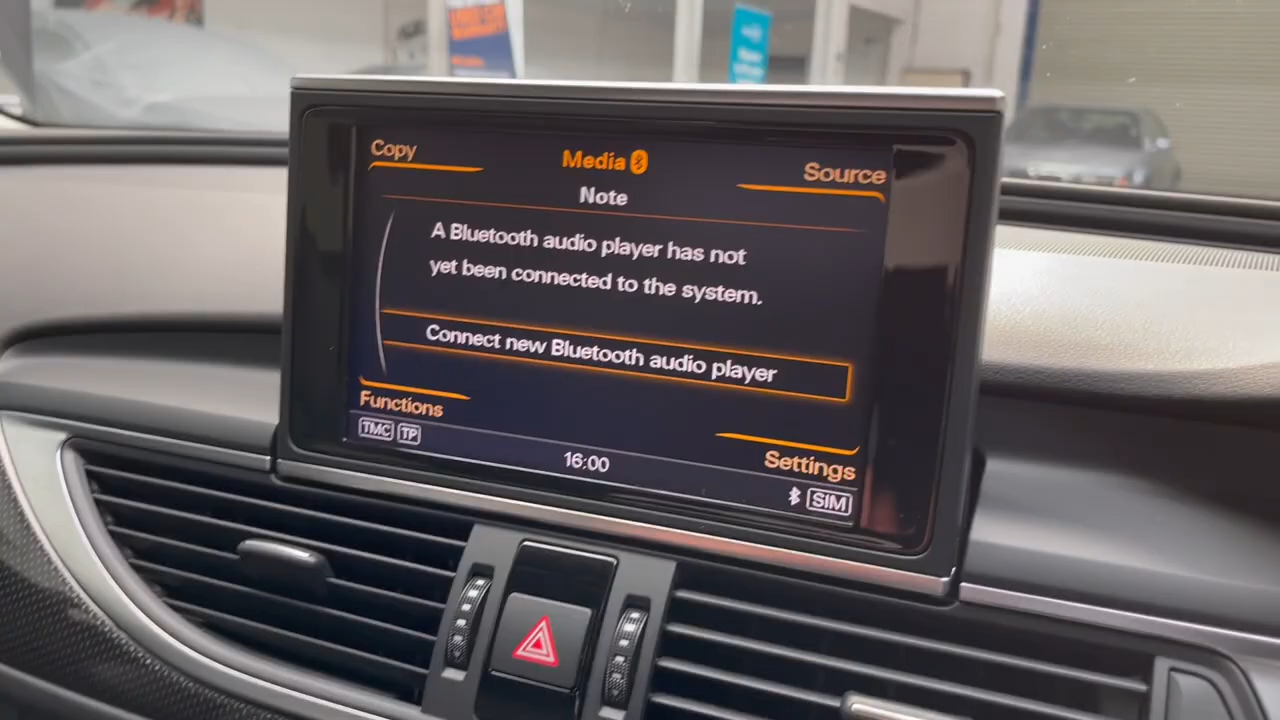 Copy
Media
Source
Note
A Bluetooth audio player has not
yet been connected to the system.
Connect new Bluetooth audio player
Functions
TMC TP
16:00
Settings
SIM